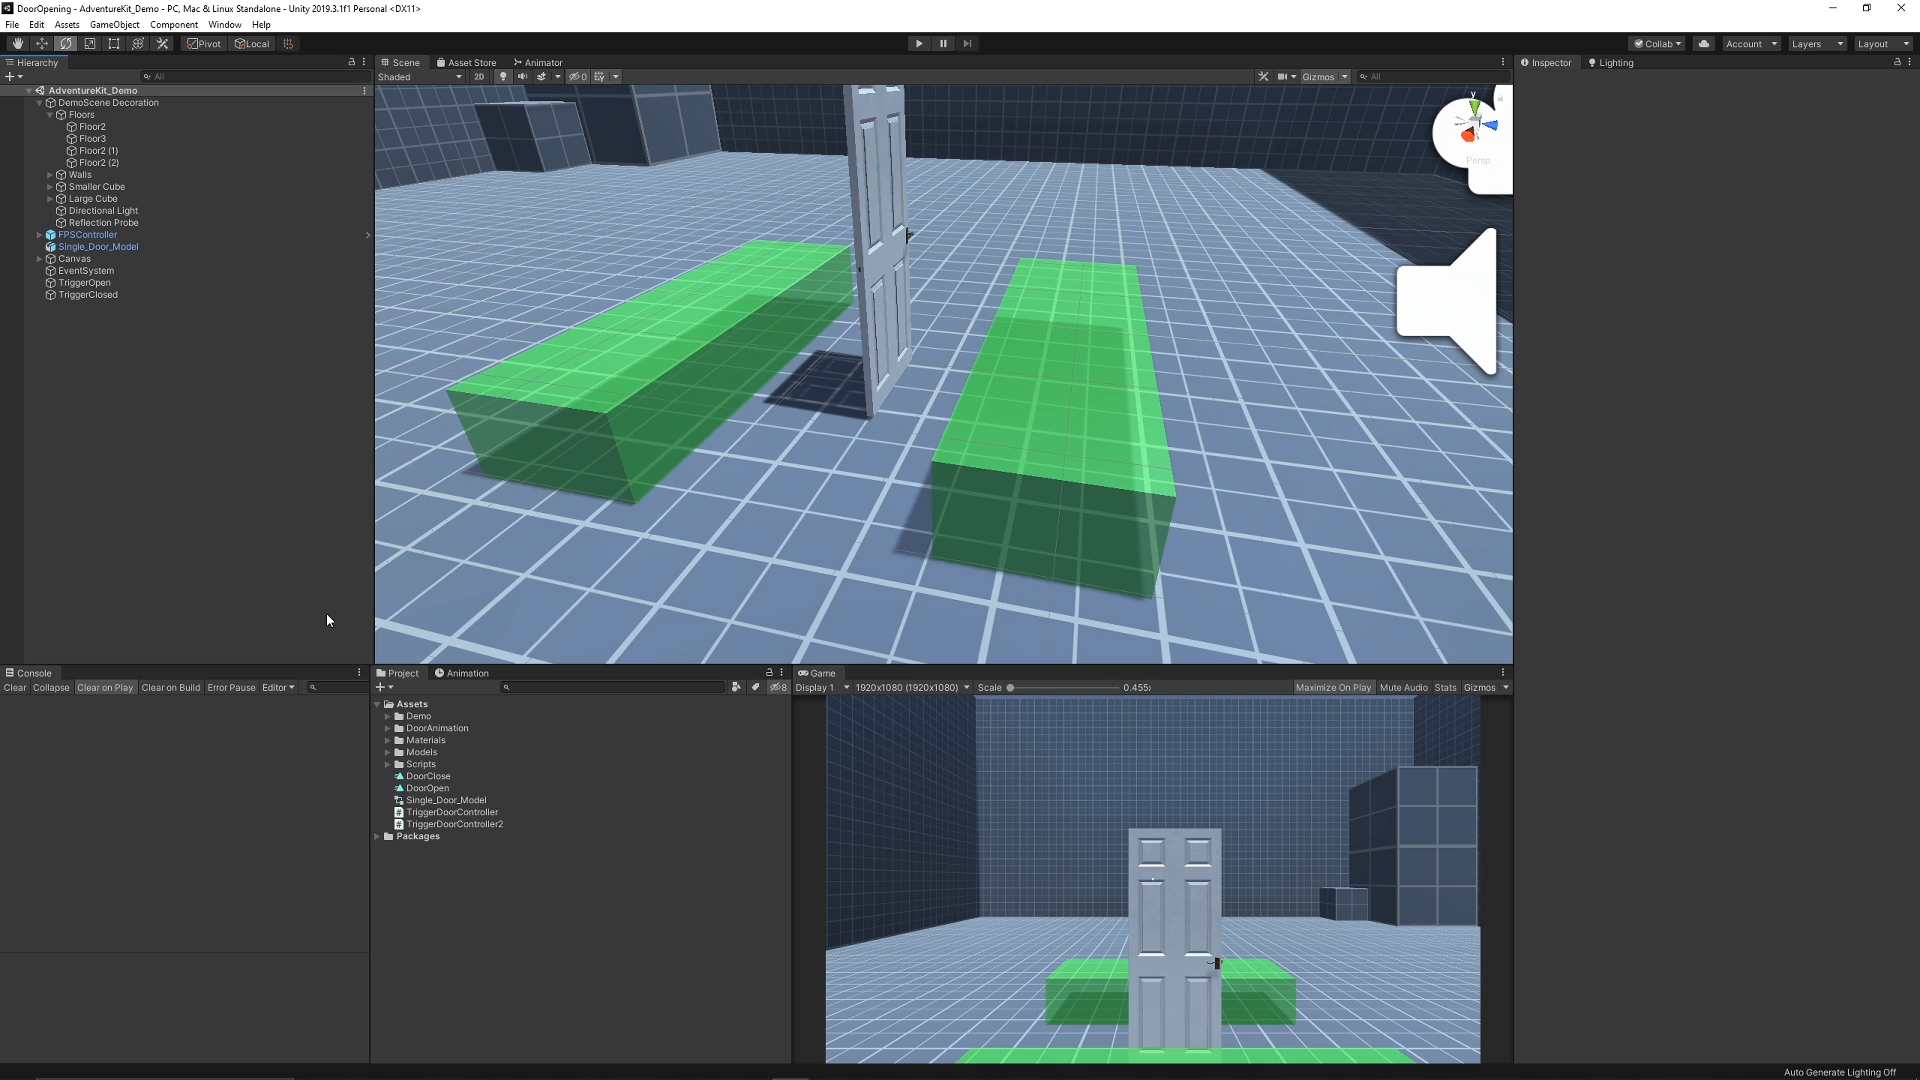 DoorOpening - AdventureKit_Demo - PC, Mac & Linux Standalone - Unity 2019.3.1f1 Personal <DX11>
File Edit Assets GameObject Component Window Help
Pivot Local Collab Account Layers Layout
Hierarchy
All
AdventureKit_Demo
DemoScene Decoration
Floors
Floor2
Floor3
Floor2 (1)
Floor2 (2)
Walls
Smaller Cube
Large Cube
Directional Light
Reflection Probe
FPSController
Single_Door_Model
Canvas
EventSystem
TriggerOpen
TriggerClosed
Scene Asset Store Animator
Shaded 2D 0 Gizmos All
y
Persp
Inspector Lighting
Console
Clear Collapse Clear on Play Clear on Build Error Pause Editor
Project Animation
8
Assets
Demo
DoorAnimation
Materials
Models
Scripts
DoorClose
DoorOpen
Single_Door_Model
TriggerDoorController
TriggerDoorController2
Packages
Game
Display 1 1920x1080 (1920x1080) Scale 0.455x Maximize On Play Mute Audio Stats Gizmos
Auto Generate Lighting Off